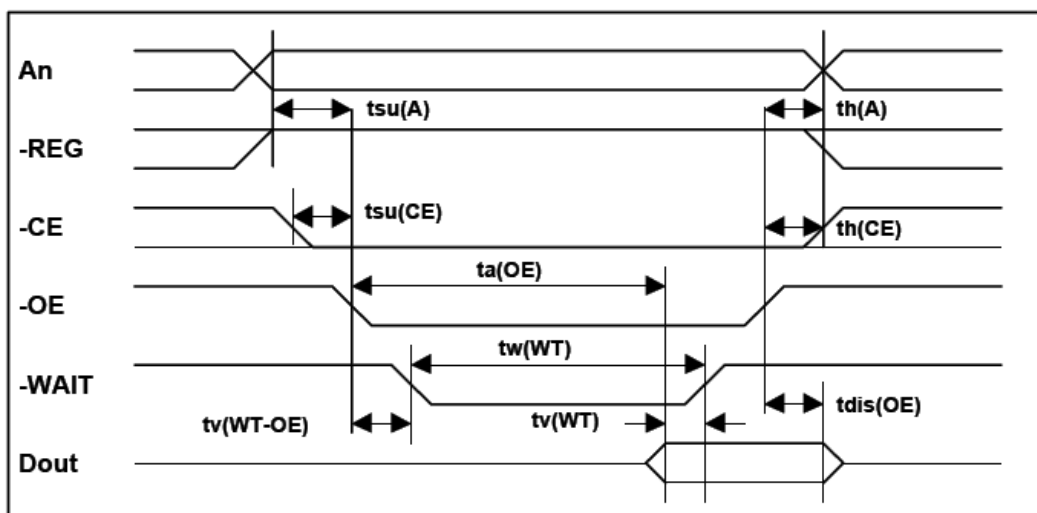 An
tsu(A)
th(A)
-REG
tsu(CE)
-CE
th(CE)
ta(OE)
-OE
tw(WT)
-WAIT
tdis(OE)
tv(WT-OE)
tv(WT)
Dout